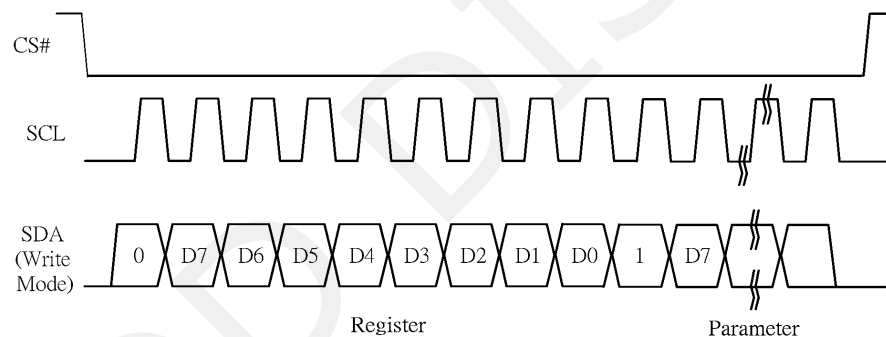 CS#
SCL
SDA
(Write
Mode)
0 D7 D6 D5 D4 D3 D2 D1 D0 1 D7
Register Parameter